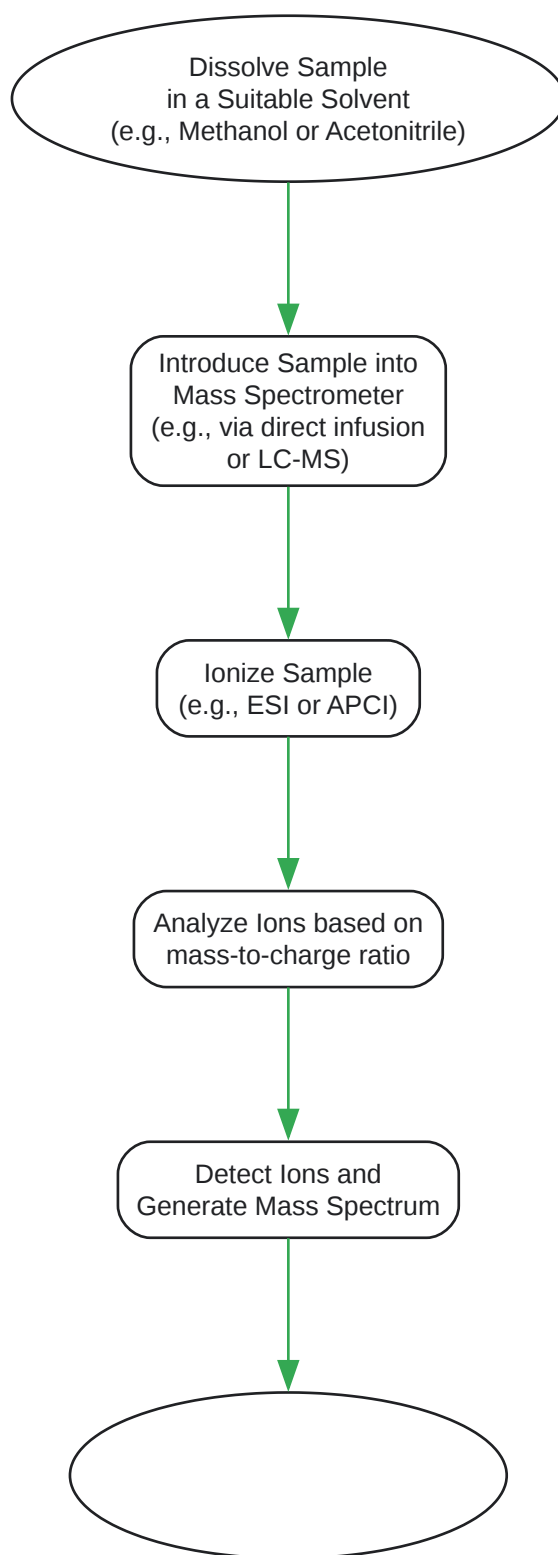 Dissolve Sample
in a Suitable Solvent
(e.g., Methanol or Acetonitrile)
Introduce Sample into
Mass Spectrometer
(e.g., via direct infusion
or LC-MS)
Ionize Sample
(e.g., ESI or APCI)
Analyze Ions based on
mass-to-charge ratio
Detect Ions and
Generate Mass Spectrum